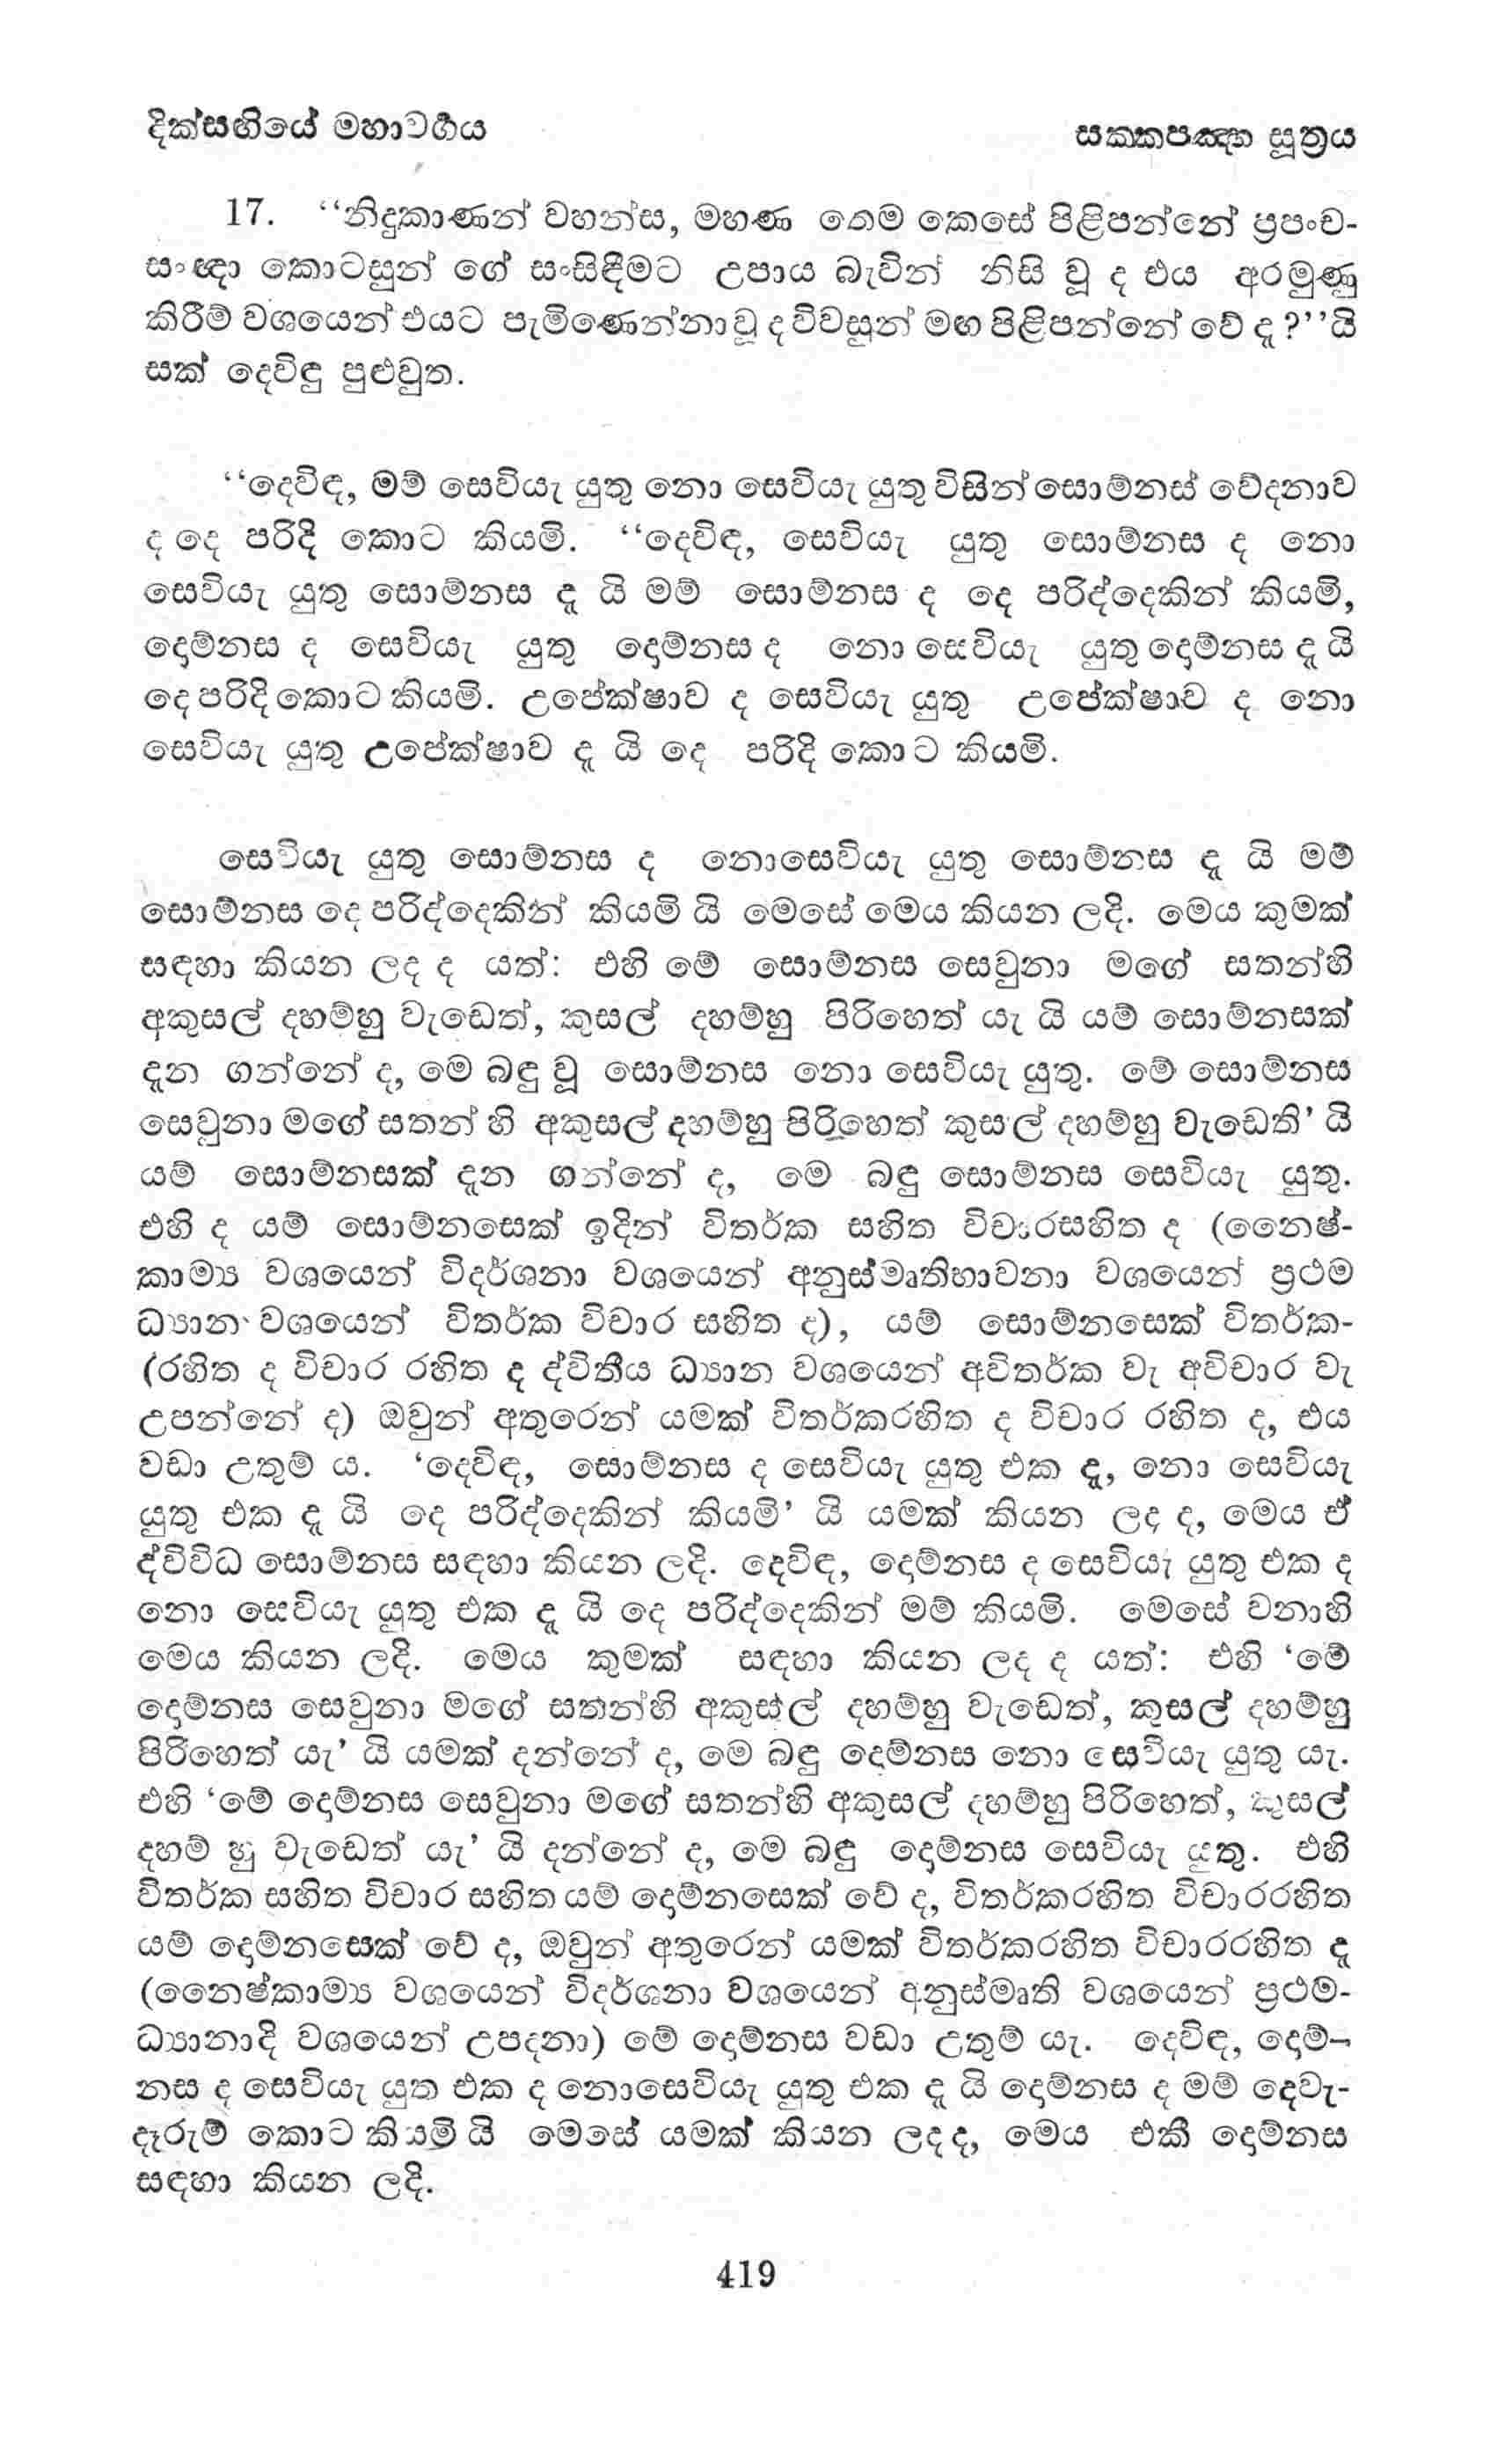 දික්සඟියේ මහාවර්‍ගය
සක්කපඤ්හ සූත්‍රය
17. “නිදුකාණන් වහන්ස, මහණ තෙම කෙසේ පිළිපන්නේ ප්‍රපංච-
සංඥා කොටසුන් ගේ සංසිඳීමට උපාය බැවින් නිසි වූ ද එය අරමුණු
කිරීම් වශයෙන් එයට පැමිණෙන්නා වූ ද විවසුන් මඟ පිළිපන්නේ වේ දැ ?”යි
සක් දෙවිඳු පුළුවුත.
“දෙවිඳ, මම් සෙවියැ යුතු නො සෙවියැ යුතු විසින් සොම්නස් වේදනාව
ද දෙ පරිදි කොට කියමි. “දෙවිඳ, සෙවියැ යුතු සොම්නස ද නො
සෙවියැ යුතු සොම්නස දැ යි මම් සොම්නස ද දෙ පරිද්දෙකින් කියමි,
දොම්නස ද සෙවියැ යුතු දොම්නස ද නො සෙවියැ යුතු දොම්නස දැ යි
දෙ පරිදි කොට කියමි. උපේක්ෂාව ද සෙවියැ යුතු උපේක්ෂාව ද නො
සෙවියැ යුතු උපේක්ෂාව දැ යි දෙ පරිදි කොට කියමි.
සෙවියැ යුතු සොම්නස ද නොසෙවියැ යුතු සොම්නස දැ යි මම්
සොම්නස දෙ පරිද්දෙකින් කියමි යි මෙසේ මෙය කියන ලදි. මෙය කුමක්
සඳහා කියන ලද ද යත්: එහි මේ සොම්නස සෙවුනා මගේ සතන්හි
අකුසල් දහම්හු වැඩෙත්, කුසල් දහම්හු පිරිහෙත් යැ යි යම් සොම්නසක්
දැන ගන්නේ ද, මෙ බඳු වූ සොම්නස නො සෙවියැ යුතු. මේ සොම්නස
සෙවුනා මගේ සතන් හි අකුසල් දහම්හු පිරිහෙත් කුසල් දහම්හු වැඩෙති’ යි
යම් සොම්නසක් දැන ගන්නේ ද, මෙ බඳු සොම්නස සෙවියැ යුතු.
එහි ද යම් සොම්නසෙක් ඉදින් විතර්ක සහිත විචාරසහිත ද (නෛෂ්-
කාම්‍ය වශයෙන් විදර්ශනා වශයෙන් අනුස්මෘතිභාවනා වශයෙන් ප්‍රථම
ධ්‍යාන වශයෙන් විතර්ක විචාර සහිත ද), යම් සොම්නසෙක් විතර්ක-
(රහිත ද විචාර රහිත ද ද්විතීය ධ්‍යාන වශයෙන් අවිතර්ක වැ අවිචාර වැ
උපන්නේ ද) ඔවුන් අතුරෙන් යමක් විතර්කරහිත ද විචාර රහිත ද, එය
වඩා උතුම් ය. ‘දෙවිඳ, සොම්නස ද සෙවියැ යුතු එක දැ, නො සෙවියැ
යුතු එක දැ යි දෙ පරිද්දෙකින් කියමි’ යි යමක් කියන ලද ද, මෙය ඒ
ද්විවිධ සොම්නස සඳහා කියන ලදි. දෙවිඳ, දොම්නස ද සෙවියැ යුතු එක ද
නො සෙවියැ යුතු එක දැ යි දෙ පරිද්දෙකින් මම් කියමි. මෙසේ වනාහි
මෙය කියන ලදි. මෙය කුමක් සඳහා කියන ලද ද යත්: එහි ‘මේ
දොම්නස සෙවුනා මගේ සතන්හි අකුසල් දහම්හු වැඩෙත්, කුසල් දහම්හු
පිරිහෙත් යැ’ යි යමක් දන්නේ ද, මෙ බඳු දොම්නස නො සෙවියැ යුතු යැ.
එහි ‘මේ දොම්නස සෙවුනා මගේ සතන්හි අකුසල් දහම්හු පිරිහෙත්, කුසල්
දහම් හු වැඩෙත් යැ’ යි දන්නේ ද, මෙ බඳු දොම්නස සෙවියැ යුතු. එහි
විතර්ක සහිත විචාර සහිත යම් දොම්නසෙක් වේ ද, විතර්කරහිත විචාරරහිත
යම් දොම්නසෙක් වේ ද, ඔවුන් අතුරෙන් යමක් විතර්කරහිත විචාරරහිත දැ
(නෛෂ්කාම්‍ය වශයෙන් විදර්ශනා වශයෙන් අනුස්මෘති වශයෙන් ප්‍රථම-
ධ්‍යානාදි වශයෙන් උපදනා) මේ දොම්නස වඩා උතුම් යැ. දෙවිඳ, දොම්-
නස ද සෙවියැ යුත එක ද නොසෙවියැ යුතු එක දැ යි දොම්නස ද මම් දෙවැ-
දෑරුම් කොට කියමි යි මෙසේ යමක් කියන ලද ද, මෙය එකී දොම්නස
සඳහා කියන ලදි.
419